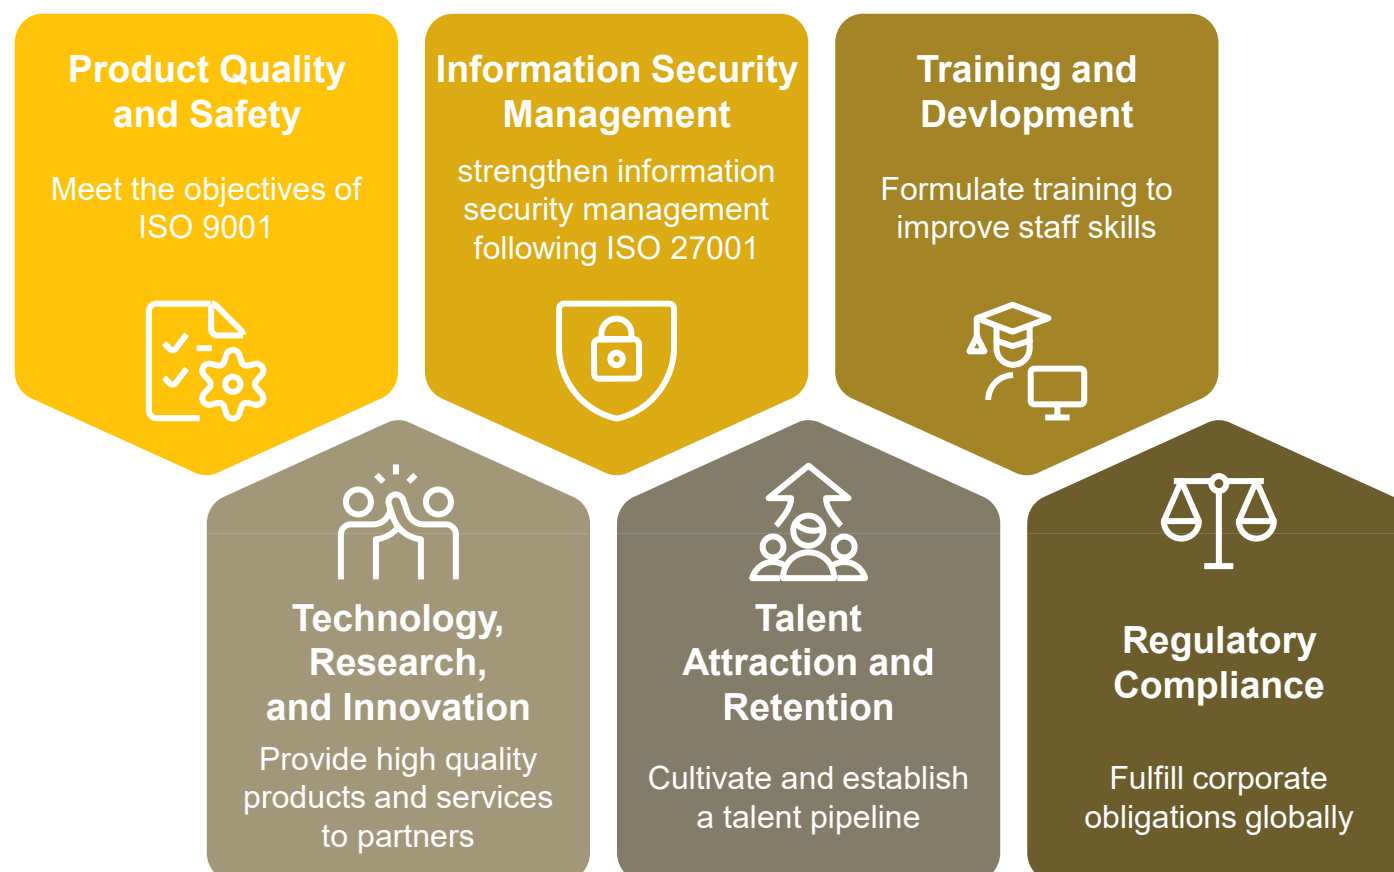 Product Quality
and Safety
Meet the objectives of
ISO 9001
Information Security
Management
strengthen information
security management
following ISO 27001
Training and
Devlopment
Formulate training to
improve staff skills
Technology,
Research,
and Innovation
Provide high quality
products and services
to partners
Talent
Attraction and
Retention
Cultivate and establish
a talent pipeline
Regulatory
Compliance
Fulfill corporate
obligations globally